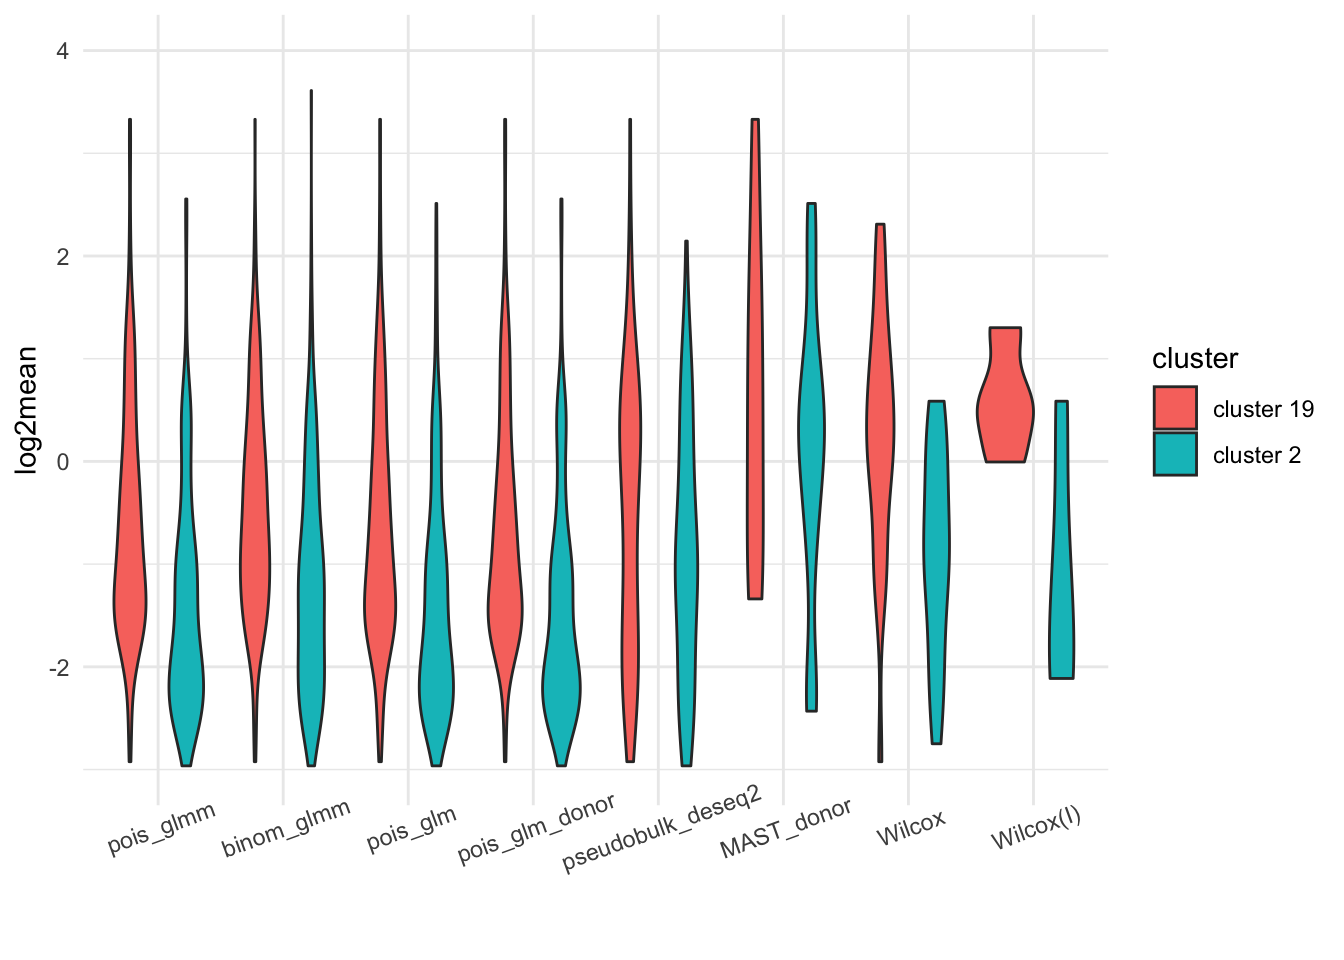 4
2
0
-2
log2mean
pois_glmm
binom_glmm
pois_glm
pois_glm_donor
pseudobulk_deseq2
MAST_donor
Wilcox
Wilcox(I)
cluster
cluster 19
cluster 2